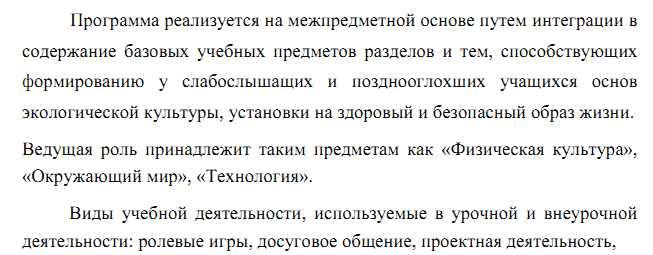 Программа реализуется на межпредметной основе путем интеграции в
содержание базовых учебных предметов разделов и тем, способствующих
формированию у слабослышащих и позднооглохших учащихся основ
экологической культуры, установки на здоровый и безопасный образ жизни.
Ведущая роль принадлежит таким предметам как «Физическая культура»,
«Окружающий мир», «Технология».
Виды учебной деятельности, используемые в урочной и внеурочной
деятельности: ролевые игры, досуговое общение, проектная деятельность,